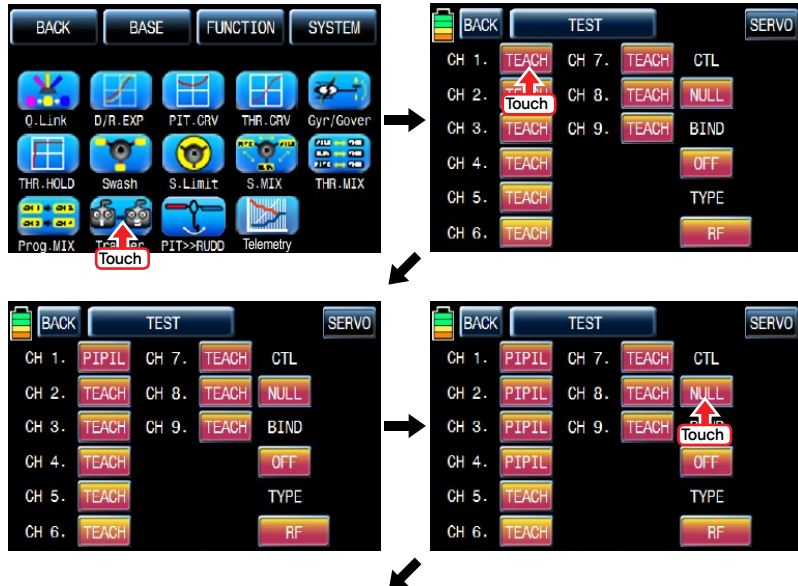 BACK BASE FUNCTION SYSTEM
Q.Link D/R.EXP PIT.CRV THR.CRV Gyr/Gover
THR.HOLD Swash S.Limit S.MIX THR.MIX
Prog.MIX PIT>>RUDD Telemetry
Touch
BACK TEST SERVO
CH 1. TEACH CH 7. TEACH CTL
CH 2. CH 8. TEACH NULL
Touch
CH 3. TEACH CH 9. TEACH BIND
CH 4. TEACH OFF
CH 5. TEACH TYPE
CH 6. TEACH RF
BACK TEST SERVO
CH 1. PIPIL CH 7. TEACH CTL
CH 2. TEACH CH 8. TEACH NULL
CH 3. TEACH CH 9. TEACH BIND
CH 4. TEACH OFF
CH 5. TEACH TYPE
CH 6. TEACH RF
BACK TEST SERVO
CH 1. PIPIL CH 7. TEACH CTL
CH 2. PIPIL CH 8. TEACH NULL
CH 3. PIPIL CH 9. TEACH
Touch
CH 4. PIPIL OFF
CH 5. TEACH TYPE
CH 6. TEACH RF